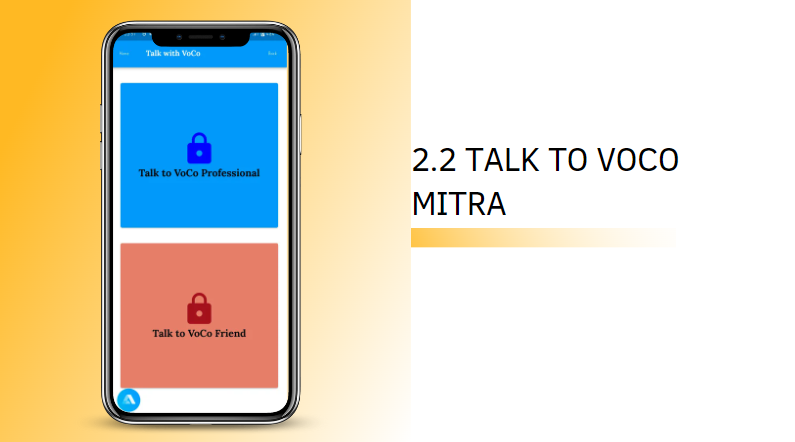 Talk with VoCo
Talk to VoCo Professional
Talk to VoCo Friend
2.2 TALK TO VOCO
MITRA